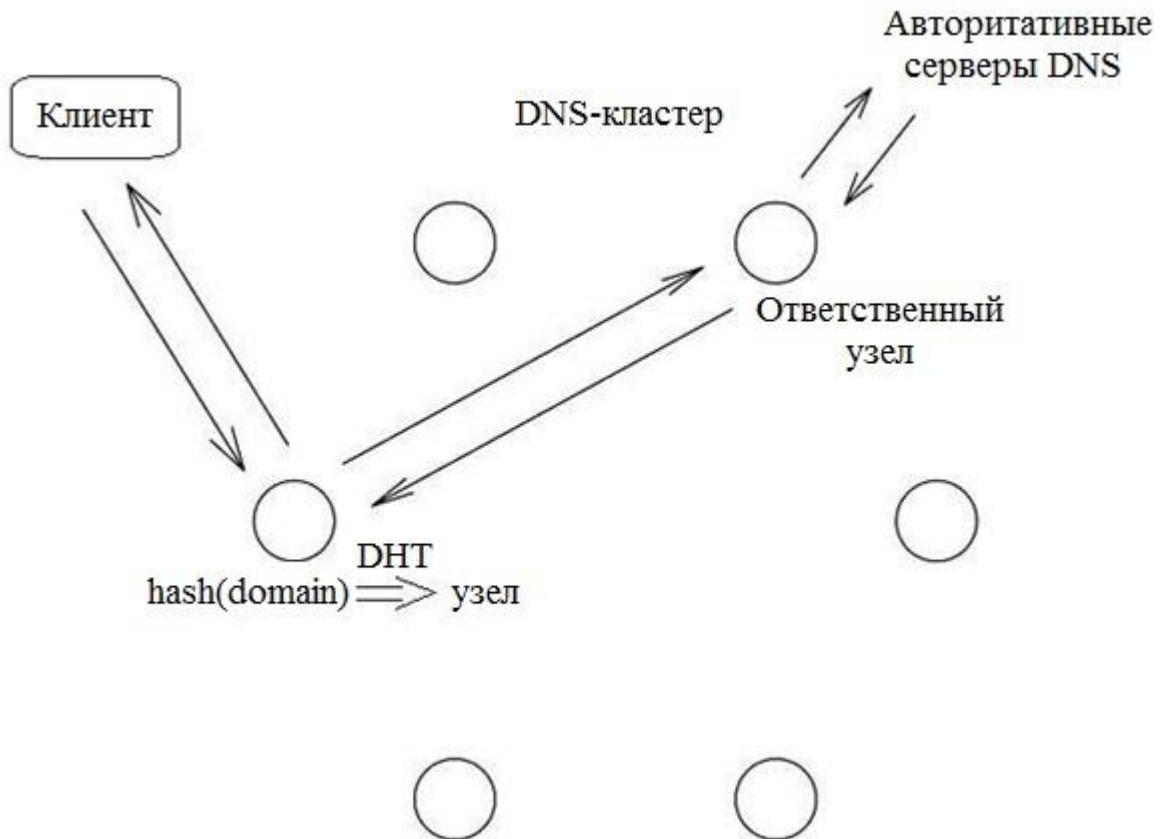 Авторитативные
серверы DNS
Клиент
DNS-кластер
Ответственный
узел
DHT
hash(domain) узел